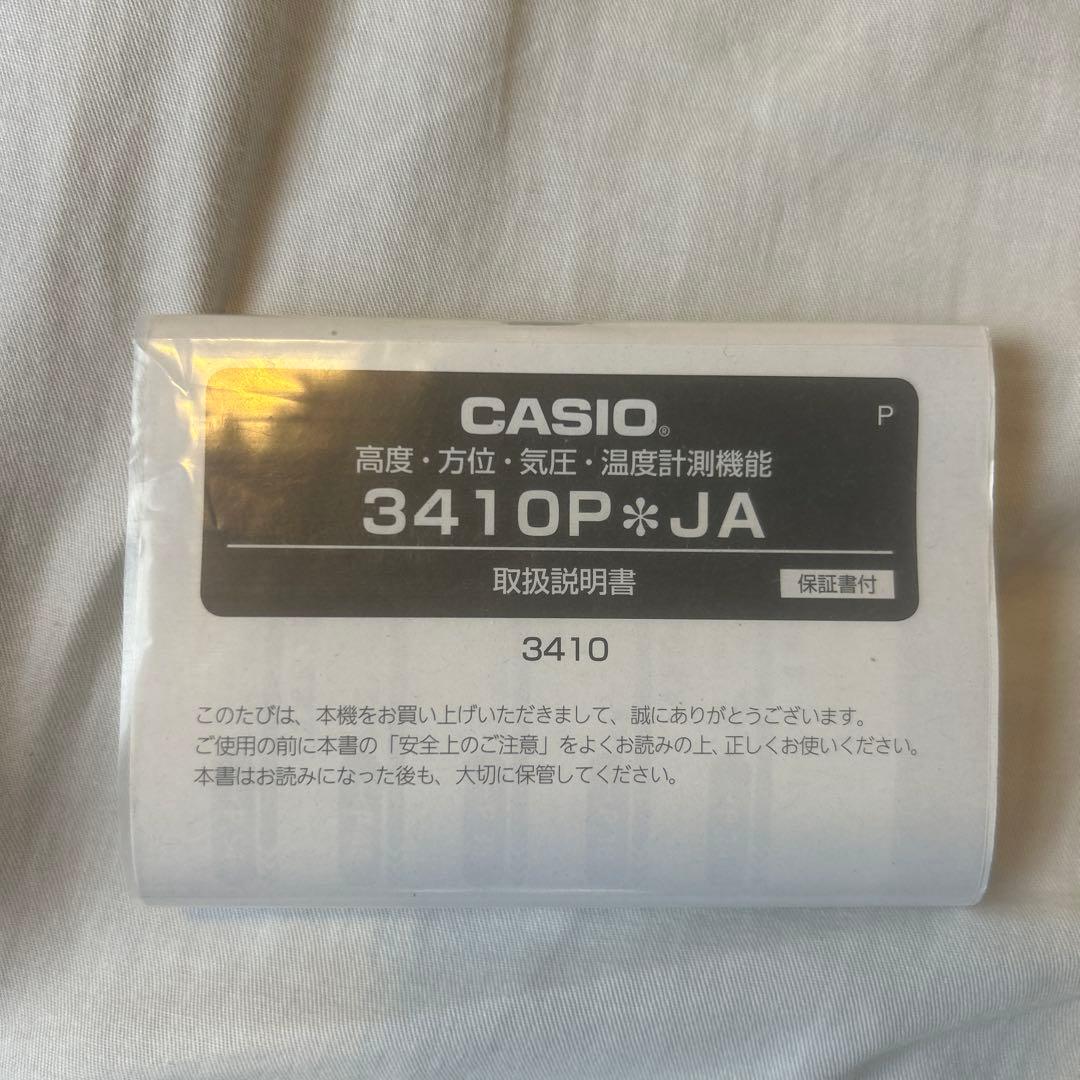 CASIO®
P
高度・方位・気圧・温度計測機能
3410P＊JA
取扱説明書
保証書付
3410
このたびは、本機をお買い上げいただきまして、誠にありがとうございます。
ご使用の前に本書の「安全上のご注意」をよくお読みの上、正しくお使いください。
本書はお読みになった後も、大切に保管してください。